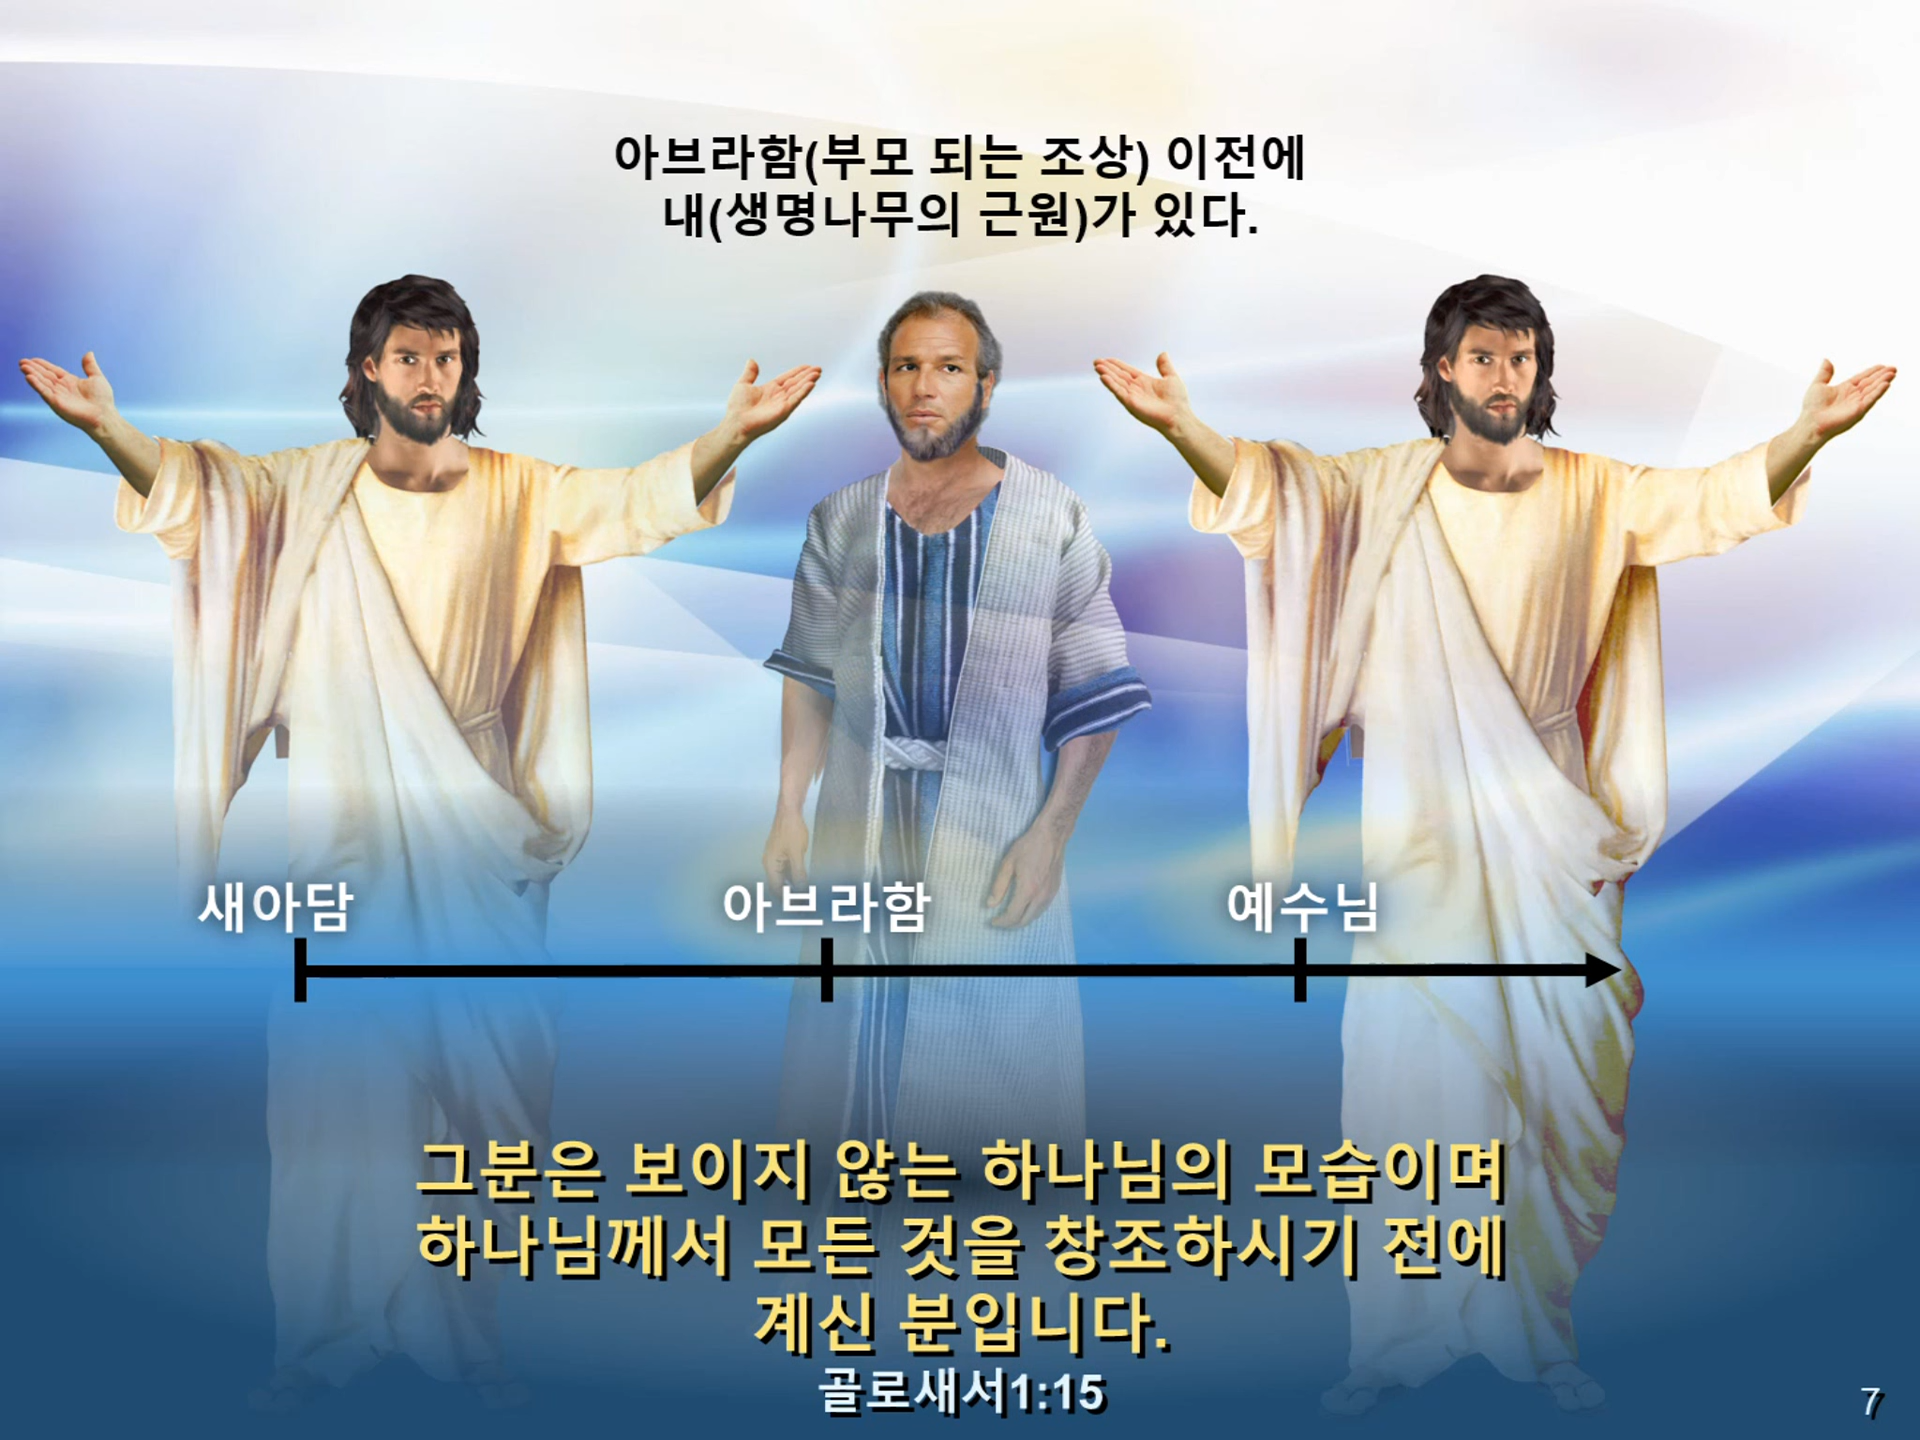 아브라함(부모 되는 조상) 이전에
내(생명나무의 근원)가 있다.
새아담
아브라함
예수님
그분은 보이지 않는 하나님의 모습이며
하나님께서 모든 것을 창조하시기 전에
계신 분입니다.
골로새서1:15
7